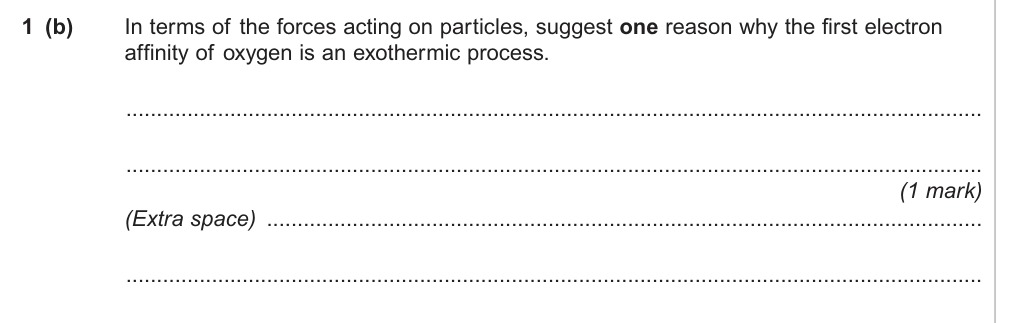 1 (b) In terms of the forces acting on particles, suggest one reason why the first electron
affinity of oxygen is an exothermic process.
(1 mark)
(Extra space)